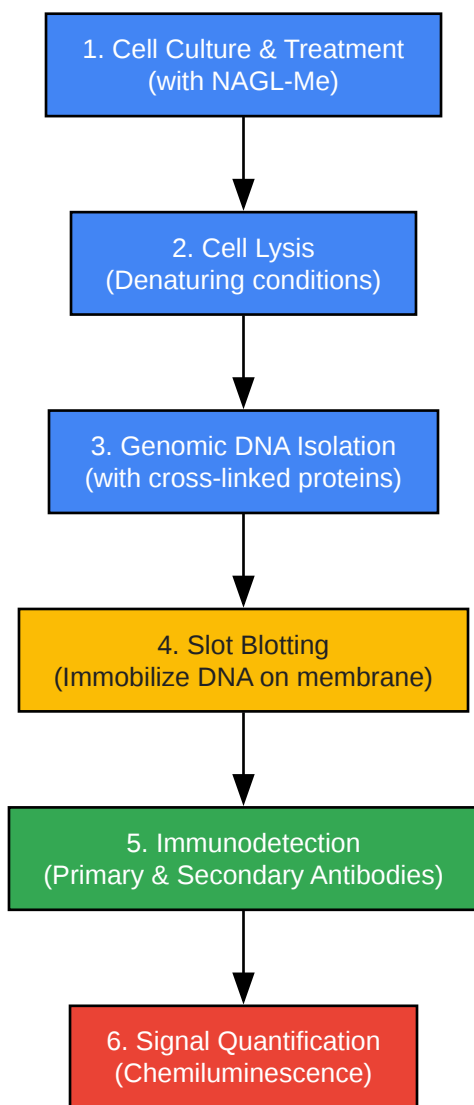 1. Cell Culture & Treatment
(with NAGL-Me)
2. Cell Lysis
(Denaturing conditions)
3. Genomic DNA Isolation
(with cross-linked proteins)
4. Slot Blotting
(Immobilize DNA on membrane)
5. Immunodetection
(Primary & Secondary Antibodies)
6. Signal Quantification
(Chemiluminescence)